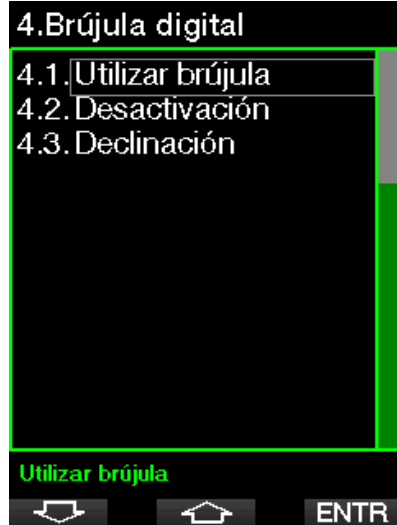 4.Brújula digital
4.1.Utilizar brújula
4.2.Desactivación
4.3.Declinación
Utilizar brújula
ENTR